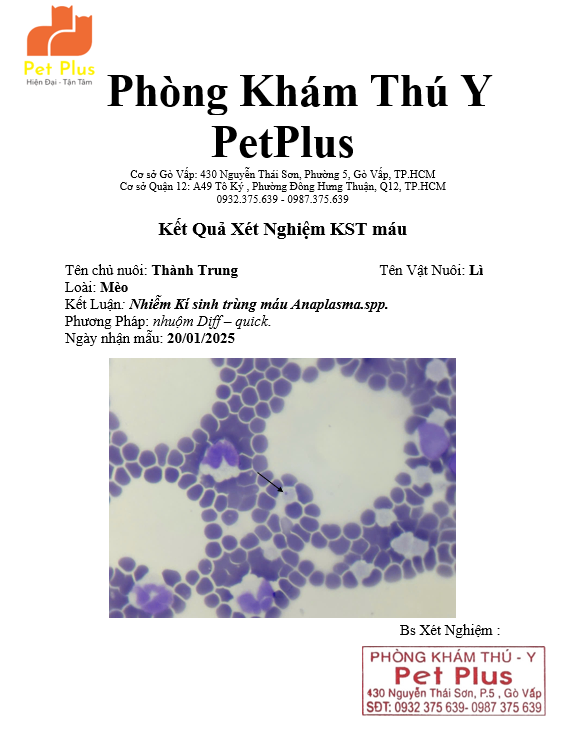 Pet Plus
Hiện Đại - Tận Tâm
Phòng Khám Thú Y
PetPlus
Cơ sở Gò Vấp: 430 Nguyễn Thái Sơn, Phường 5, Gò Vấp, TP.HCM
Cơ sở Quận 12: A49 Tô Ký , Phường Đông Hưng Thuận, Q12, TP.HCM
0932.375.639 - 0987.375.639
Kết Quả Xét Nghiệm KST máu
Tên chủ nuôi: Thành Trung Tên Vật Nuôi: Lì
Loài: Mèo
Kết Luận: Nhiễm Kí sinh trùng máu Anaplasma.spp.
Phương Pháp: nhuộm Diff – quick.
Ngày nhận mẫu: 20/01/2025
Bs Xét Nghiệm :
PHÒNG KHÁM THÚ - Y
Pet Plus
430 Nguyễn Thái Sơn, P.5 , Gò Vấp
SĐT: 0932 375 639- 0987 375 639